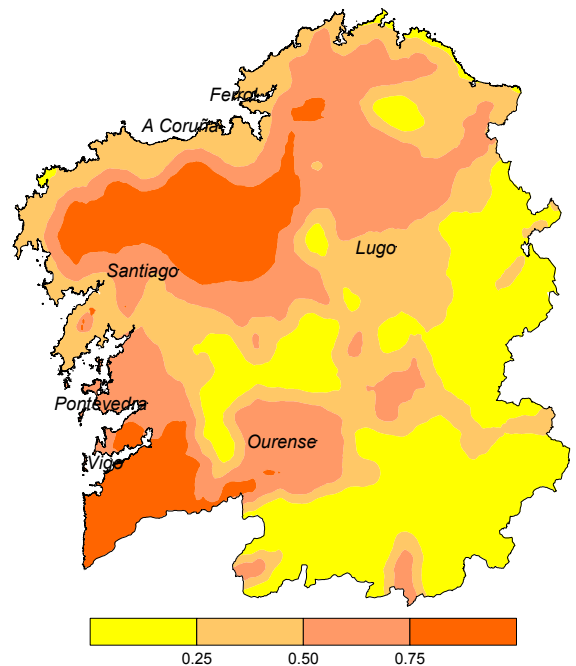 Ferrol
A Coruña
Lugo
Santiago
Pontevedra
Ourense
Vigo
0.25 0.50 0.75